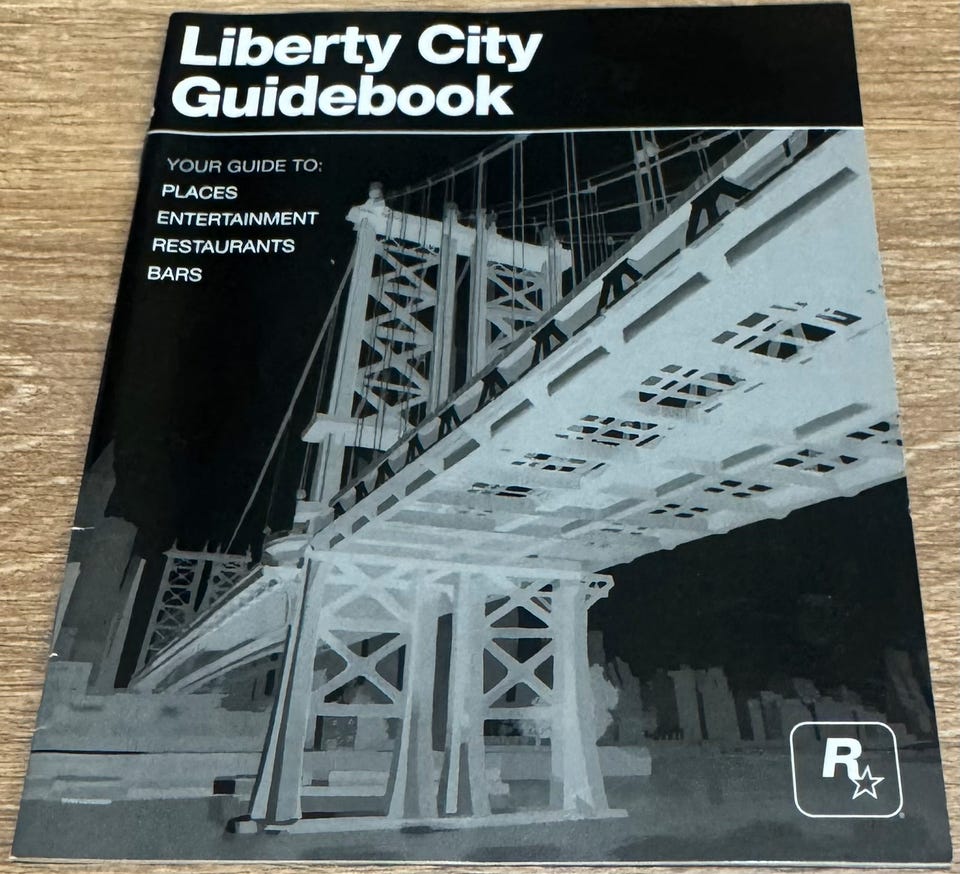 Liberty City
Guidebook
YOUR GUIDE TO:
PLACES
ENTERTAINMENT
RESTAURANTS
BARS
R